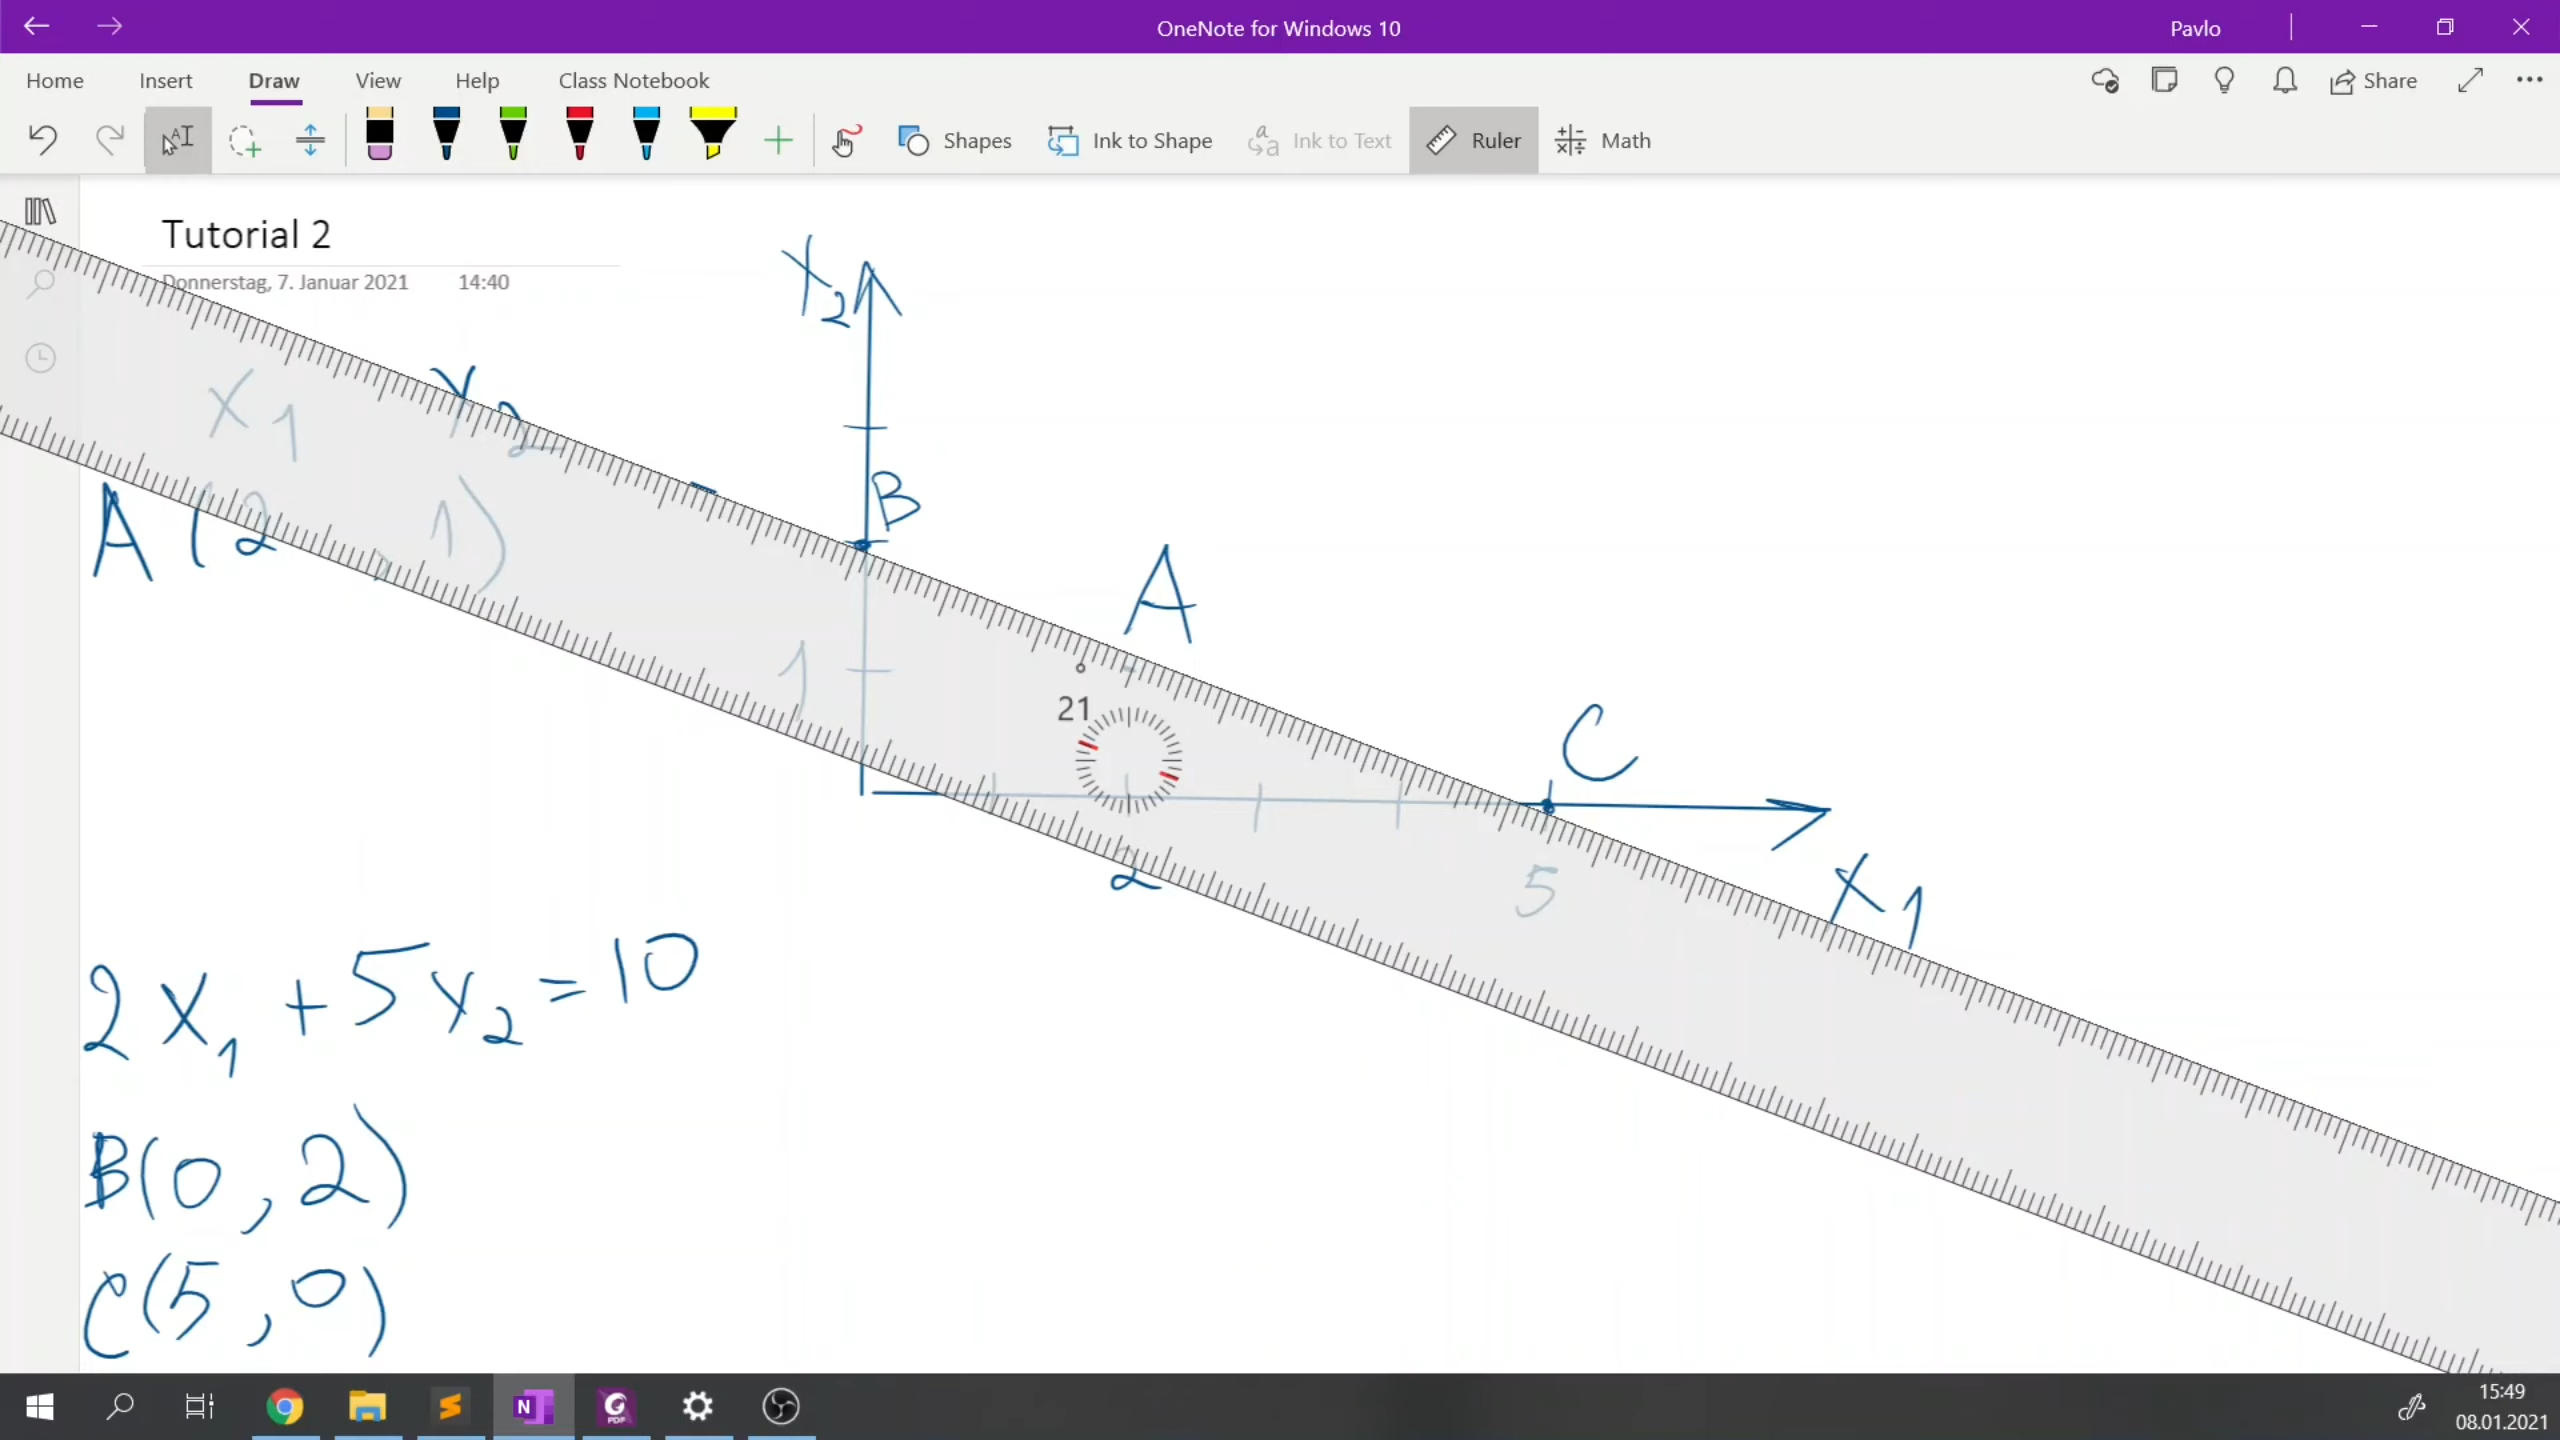 OneNote for Windows 10
Pavlo
Home Insert Draw View Help Class Notebook
Share
Shapes Ink to Shape Ink to Text Ruler Math
Tutorial 2
Donnerstag, 7. Januar 2021 14:40
X2
X1 X2
B
A (2, 1)
A
1
° 21
C
2
5
X1
2X1 + 5X2 = 10
B(0, 2)
C(5, 0)
15:49
08.01.2021